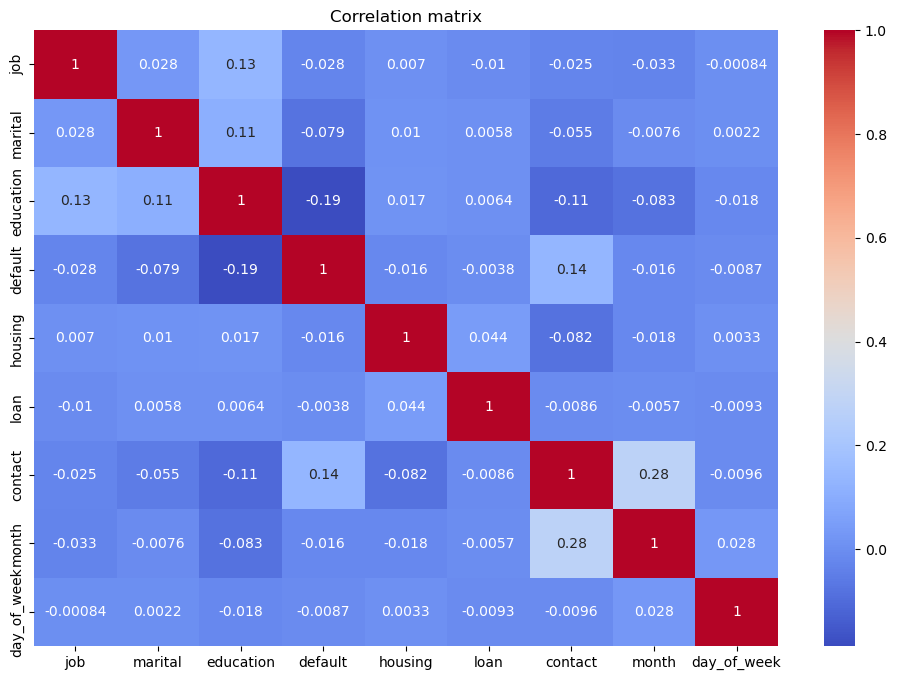 Correlation matrix
job 1 0.028 0.13 -0.028 0.007 -0.01 -0.025 -0.033 -0.00084
marital 0.028 1 0.11 -0.079 0.01 0.0058 -0.055 -0.0076 0.0022
education 0.13 0.11 1 -0.19 0.017 0.0064 -0.11 -0.083 -0.018
default -0.028 -0.079 -0.19 1 -0.016 -0.0038 0.14 -0.016 -0.0087
housing 0.007 0.01 0.017 -0.016 1 0.044 -0.082 -0.018 0.0033
loan -0.01 0.0058 0.0064 -0.0038 0.044 1 -0.0086 -0.0057 -0.0093
contact -0.025 -0.055 -0.11 0.14 -0.082 -0.0086 1 0.28 -0.0096
month -0.033 -0.0076 -0.083 -0.016 -0.018 -0.0057 0.28 1 0.028
day_of_week -0.00084 0.0022 -0.018 -0.0087 0.0033 -0.0093 -0.0096 0.028 1
job marital education default housing loan contact month day_of_week
1.0
0.8
0.6
0.4
0.2
0.0